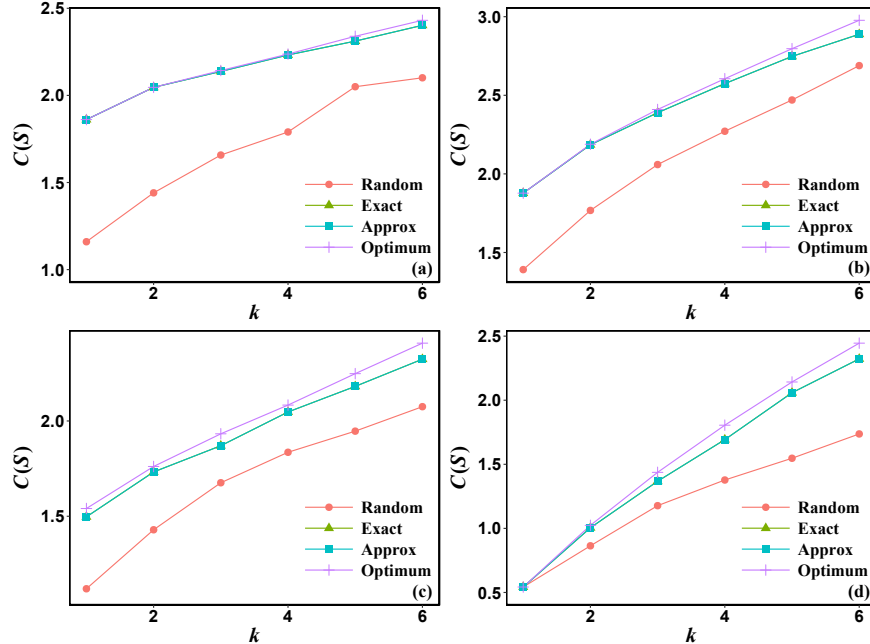 2.5
2.0
1.5
1.0
C(S)
2
4
6
k
Random
Exact
Approx
Optimum
(a)
3.0
2.5
2.0
1.5
C(S)
2
4
6
k
Random
Exact
Approx
Optimum
(b)
2.0
1.5
C(S)
2
4
6
k
Random
Exact
Approx
Optimum
(c)
2.5
2.0
1.5
1.0
0.5
C(S)
2
4
6
k
Random
Exact
Approx
Optimum
(d)